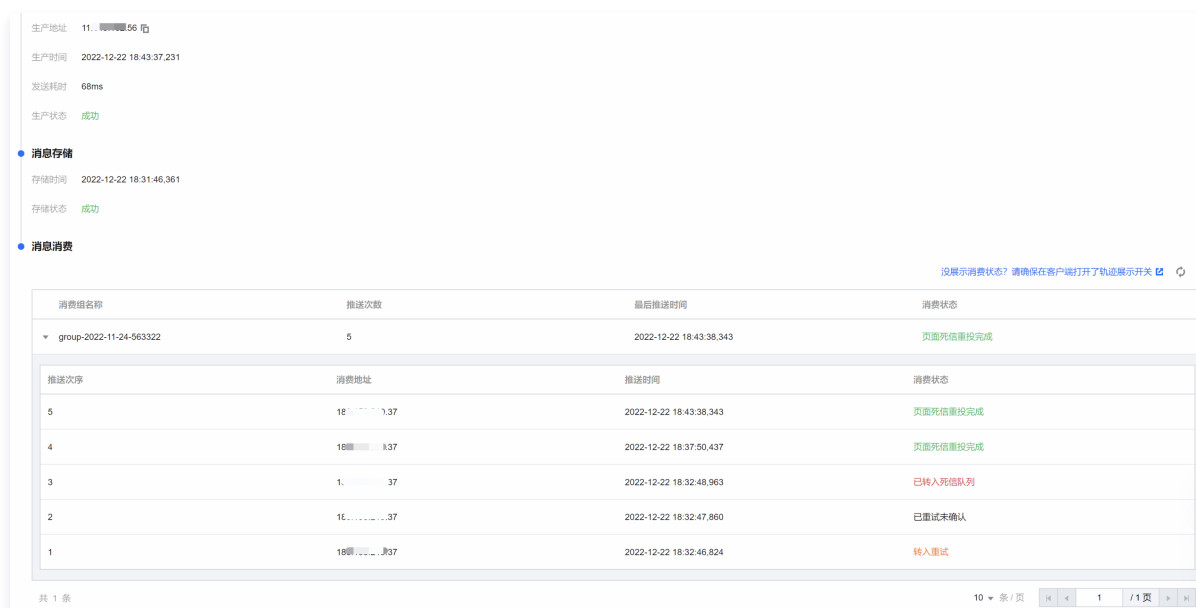 生产地址 11. .56
生产时间 2022-12-22 18:43:37,231
发送耗时 68ms
生产状态 成功
消息存储
存储时间 2022-12-22 18:31:46,361
存储状态 成功
消息消费
没展示消费状态？请确保在客户端打开了轨迹展示开关
消费组名称 推送次数 最后推送时间 消费状态
group-2022-11-24-563322 5 2022-12-22 18:43:38,343 页面死信重投完成
推送次序 消费地址 推送时间 消费状态
5 .37 2022-12-22 18:43:38,343 页面死信重投完成
4 .37 2022-12-22 18:37:50,437 页面死信重投完成
3 37 2022-12-22 18:32:48,963 已转入死信队列
2 .37 2022-12-22 18:32:47,860 已重试未确认
1 37 2022-12-22 18:32:46,824 转入重试
共 1 条 10 条 / 页 1 / 1 页